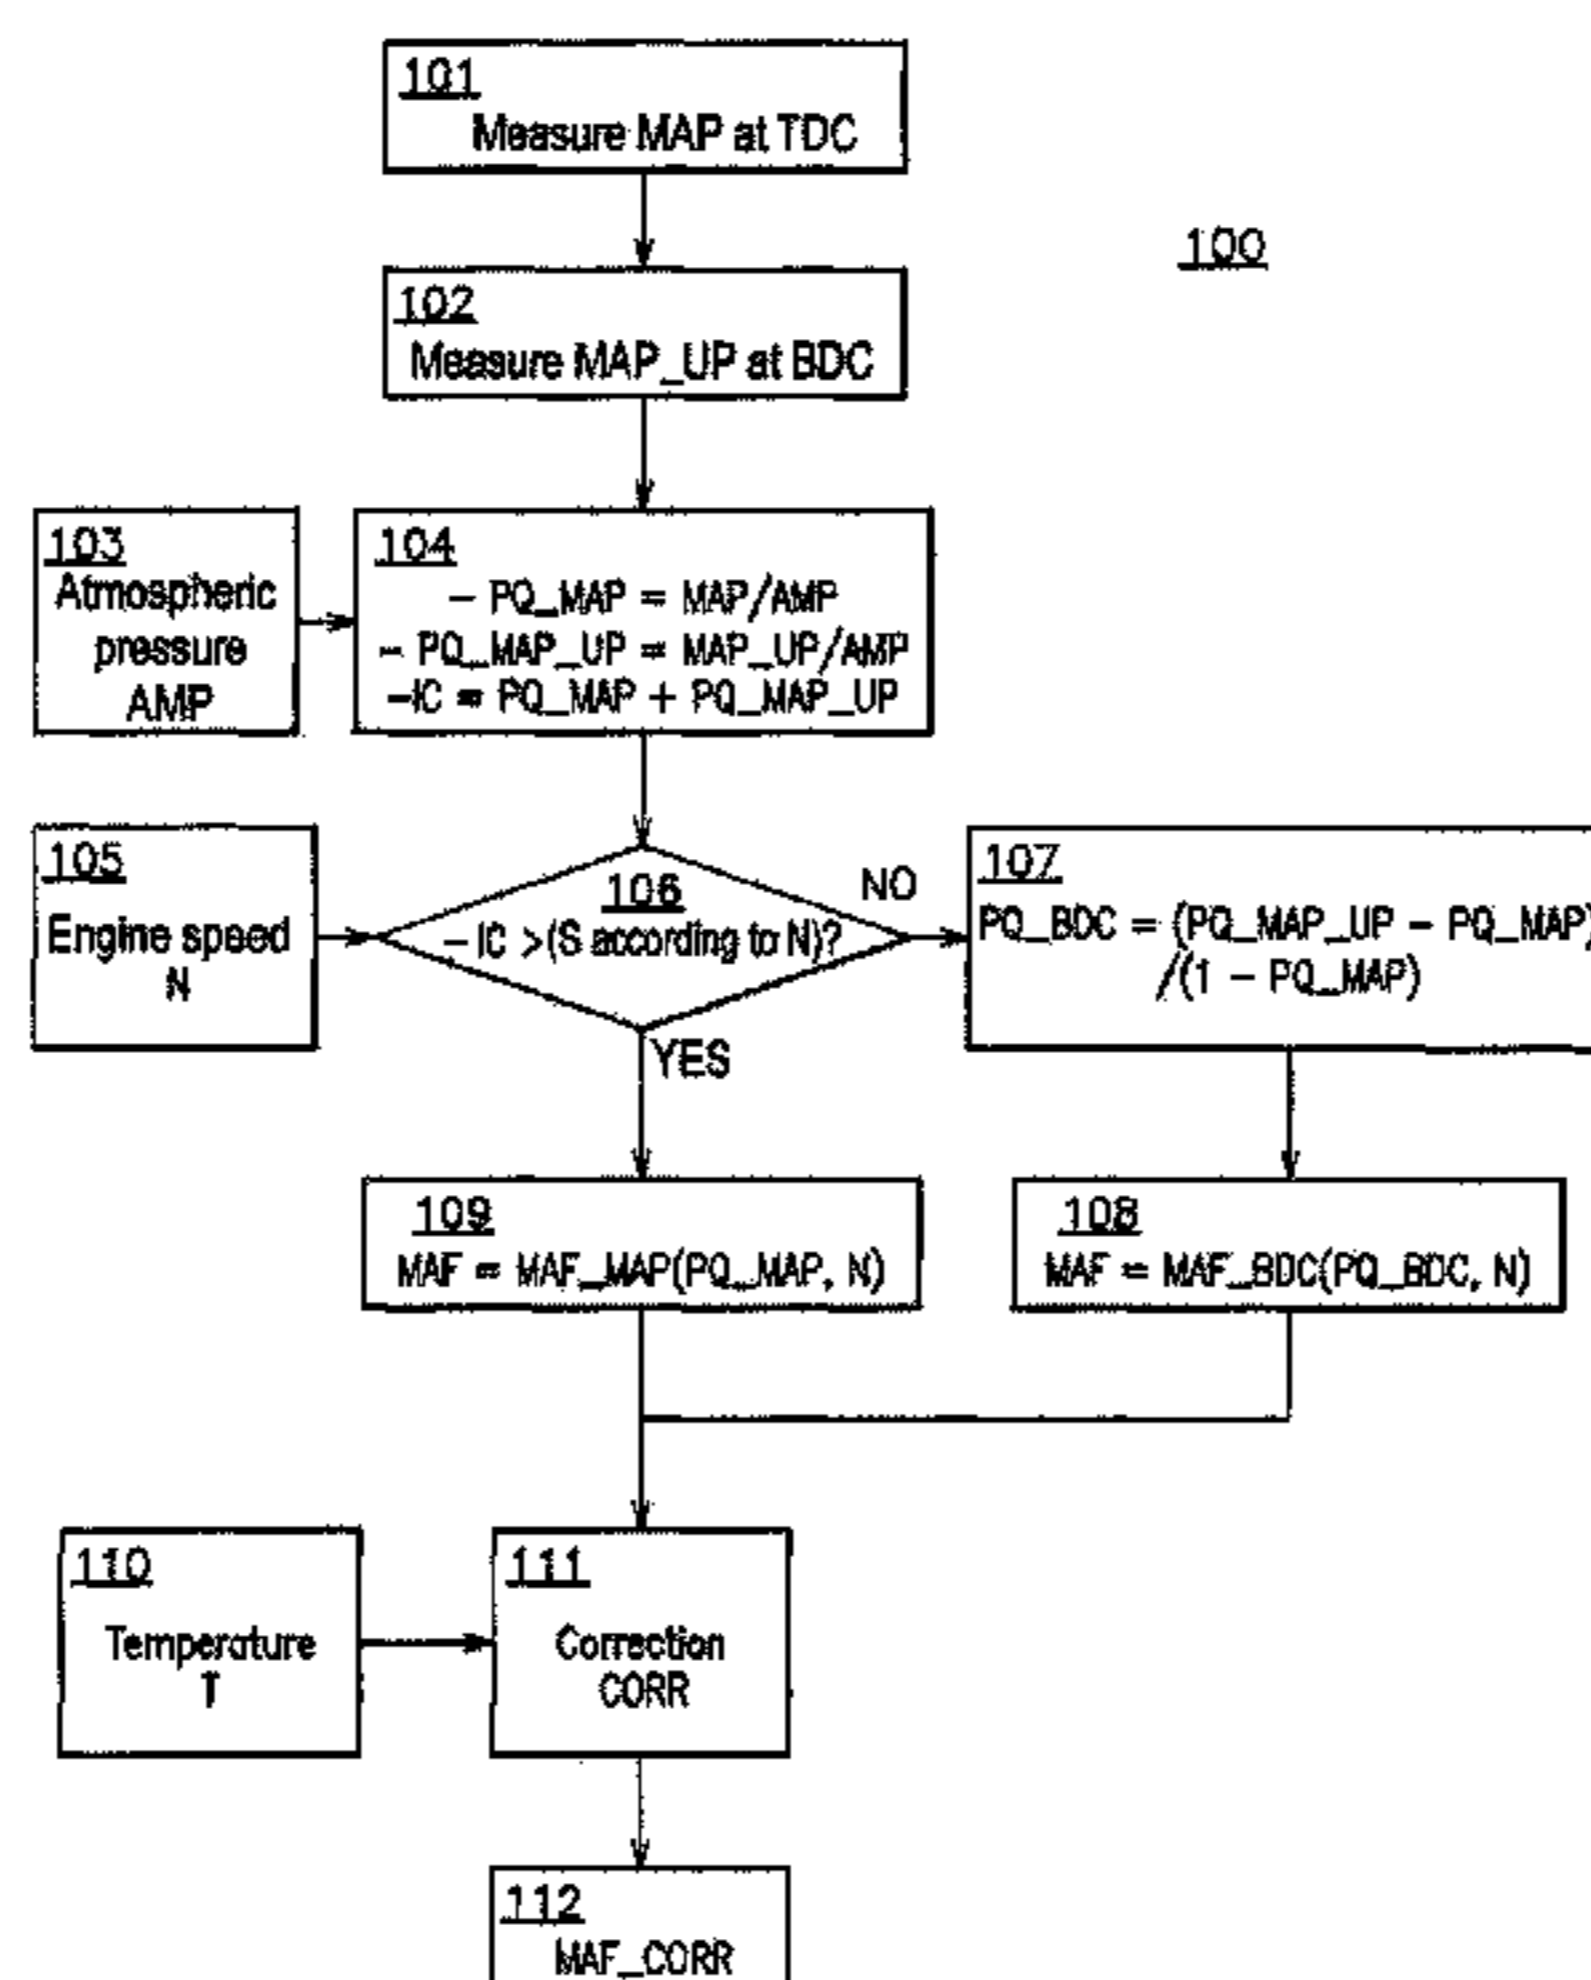 101
Measure MAP at TDC
100
102
Measure MAP_UP at BDC
103
Atmospheric
pressure
AMP
104
- PQ_MAP = MAP/AMP
- PQ_MAP_UP = MAP_UP/AMP
-IC = PQ_MAP + PQ_MAP_UP
105
Engine speed
N
106
- IC >(S according to N)?
NO
YES
107
PQ_BDC = (PQ_MAP_UP - PQ_MAP)
/(1 - PQ_MAP)
109
MAF = MAF_MAP(PQ_MAP, N)
108
MAF = MAF_BDC(PQ_BDC, N)
110
Temperature
T
111
Correction
CORR
112
MAF_CORR